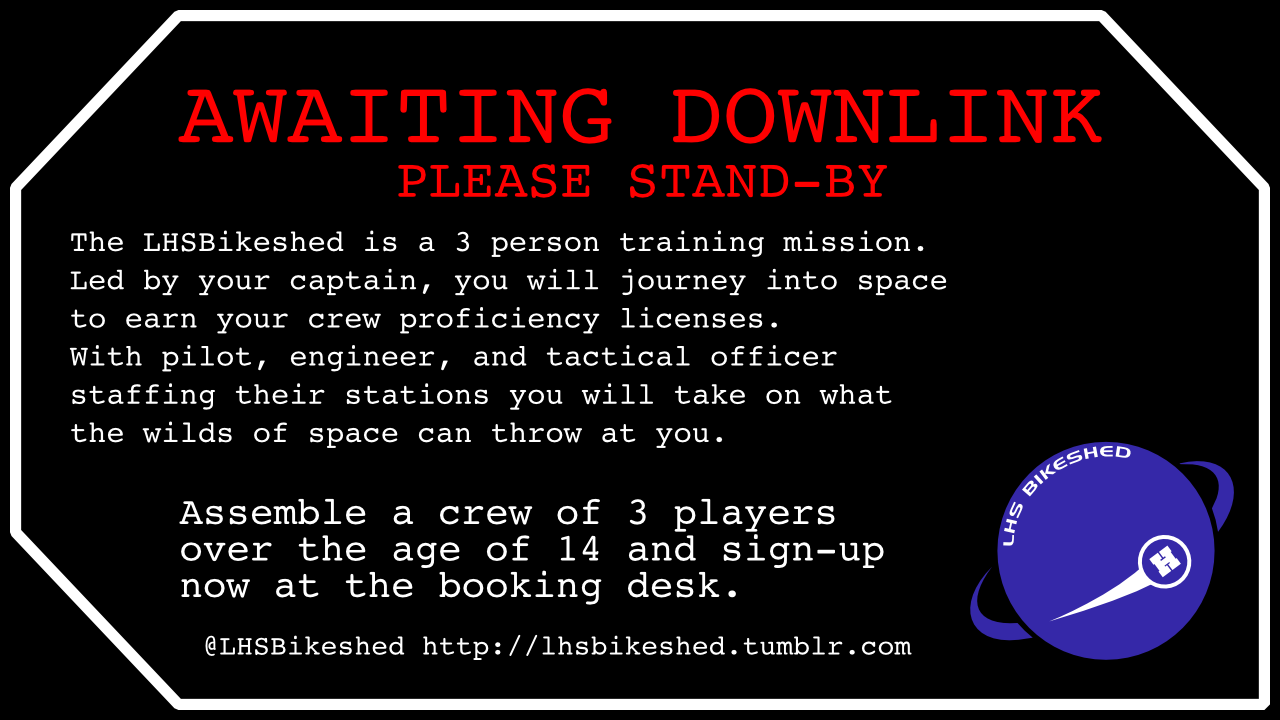 AWAITING DOWNLINK
PLEASE STAND-BY
The LHSBikeshed is a 3 person training mission.
Led by your captain, you will journey into space
to earn your crew proficiency licenses.
With pilot, engineer, and tactical officer
staffing their stations you will take on what
the wilds of space can throw at you.
Assemble a crew of 3 players
over the age of 14 and sign-up
now at the booking desk.
@LHSBikeshed http://lhsbikeshed.tumblr.com
LHS BIKESHED
H